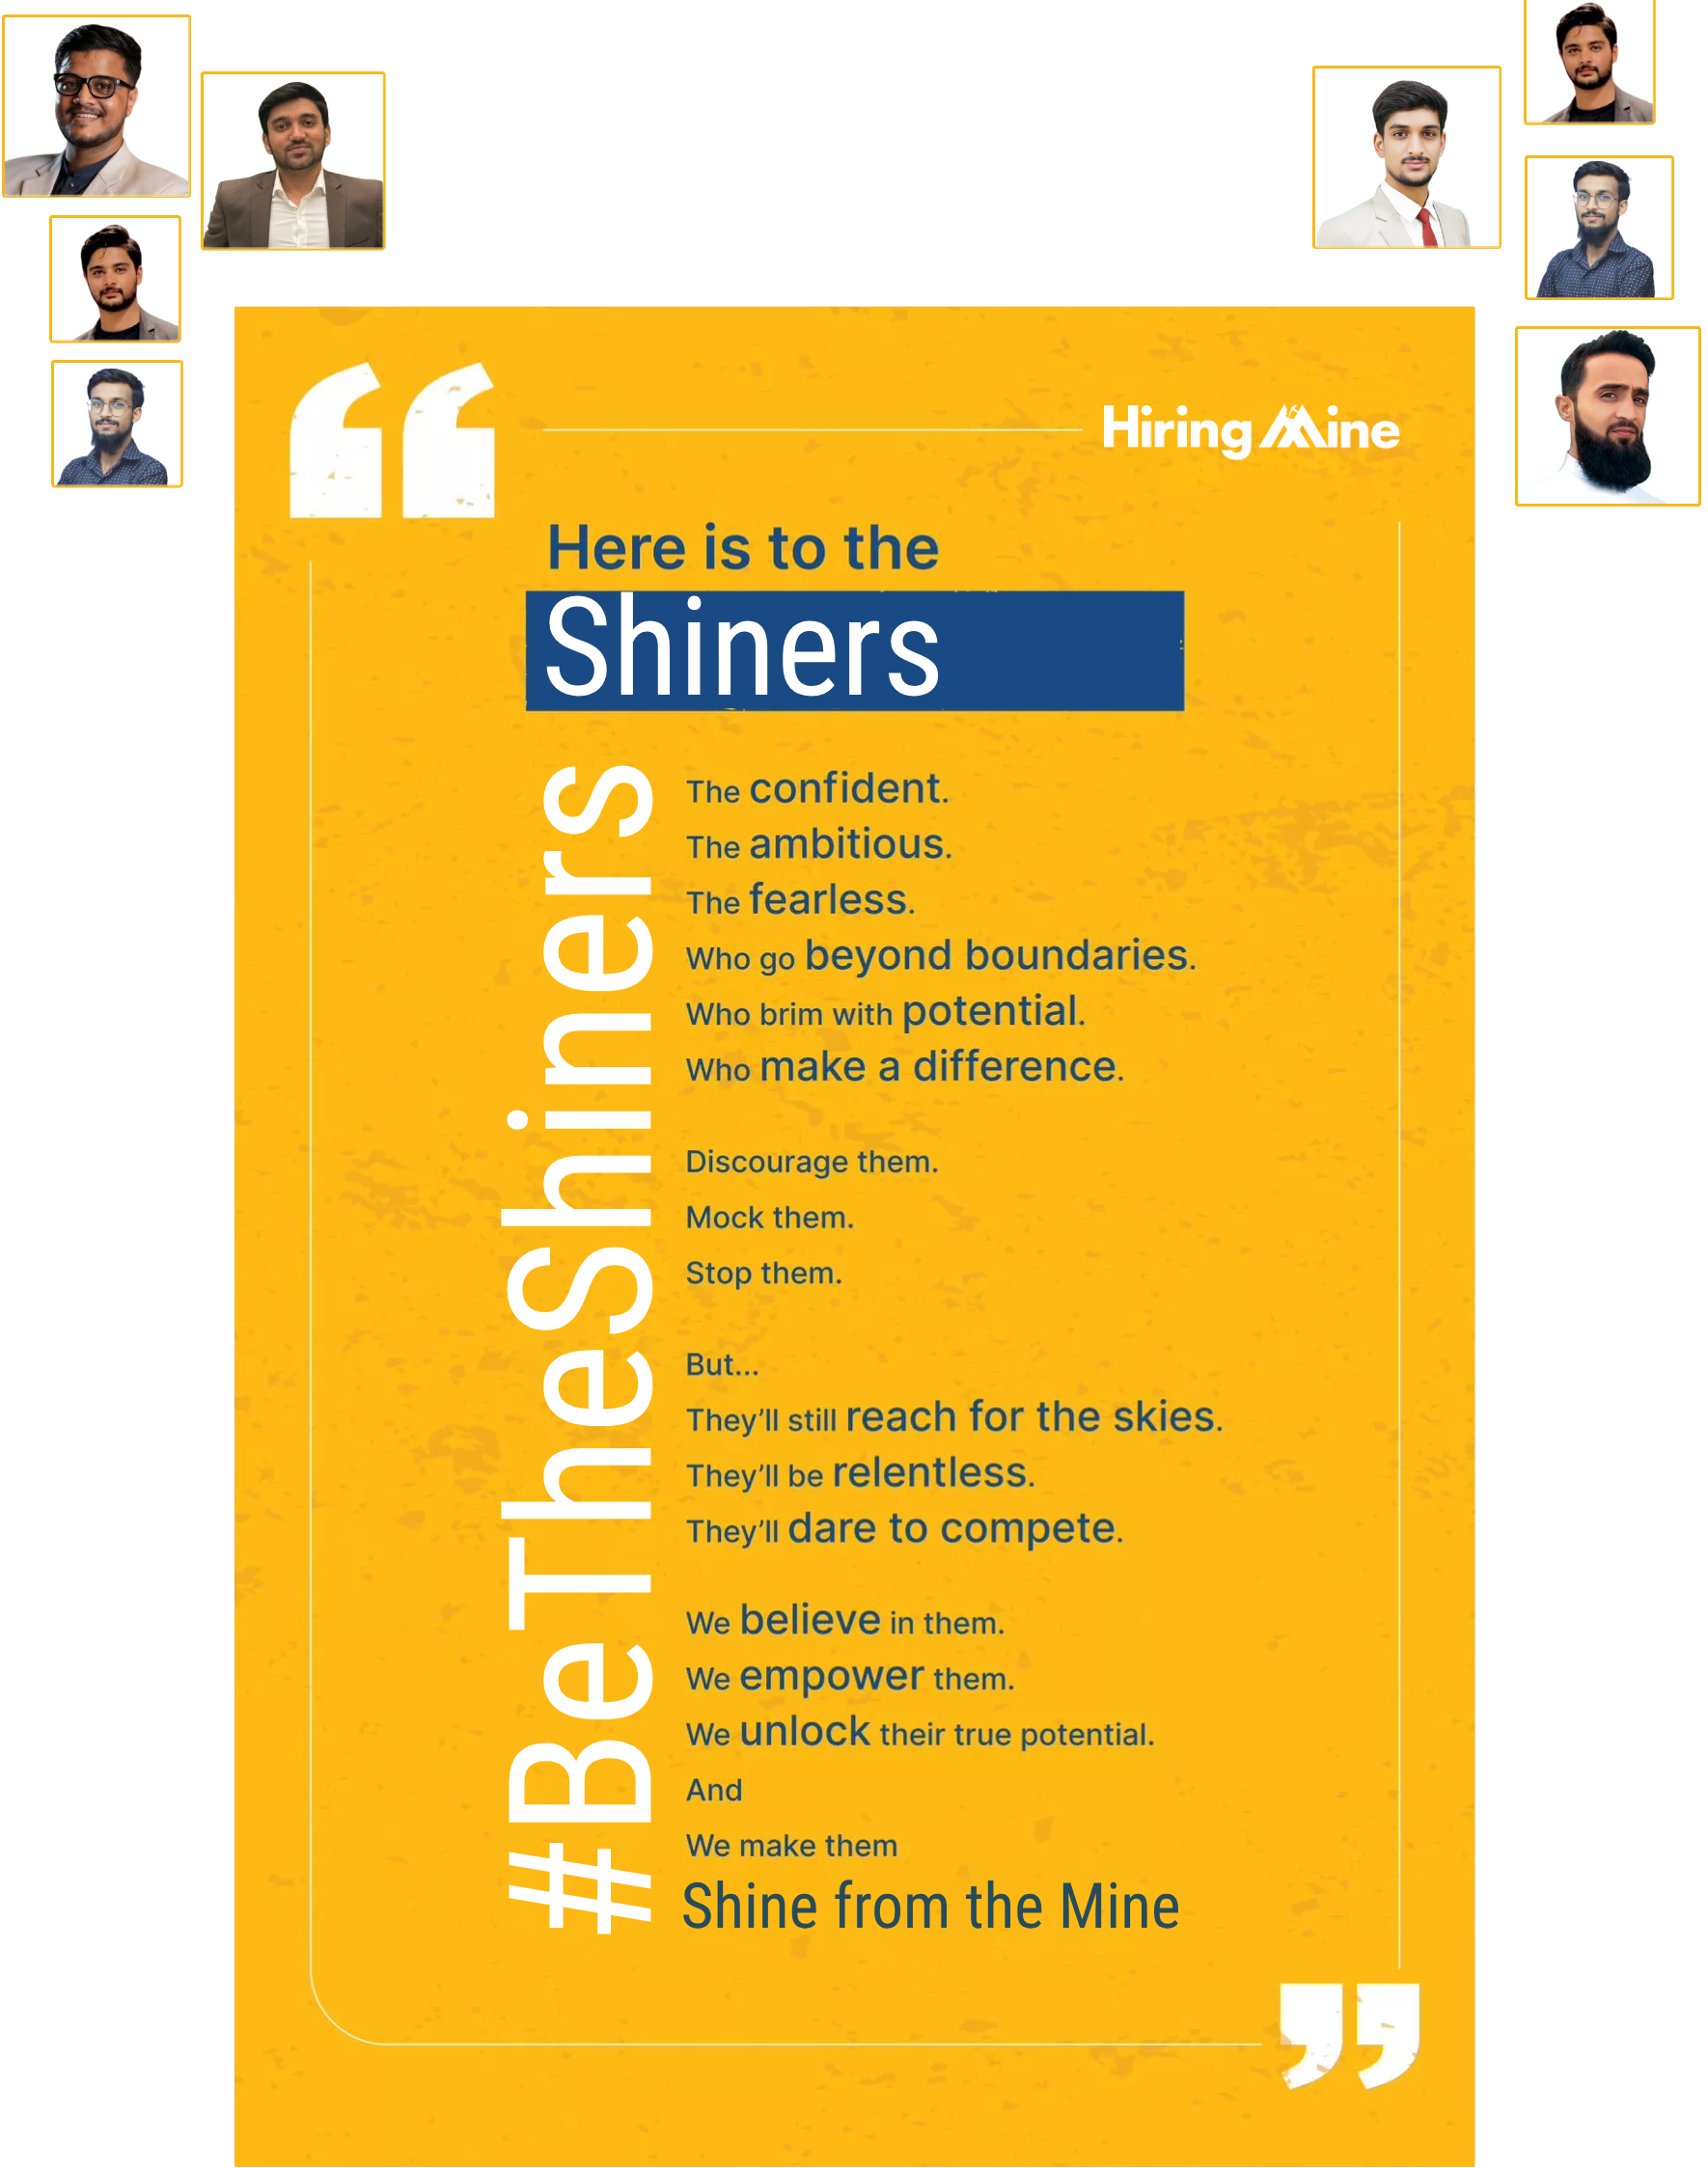 Hiring Mine
Here is to the
Shiners
#BeTheShiners
The confident.
The ambitious.
The fearless.
Who go beyond boundaries.
Who brim with potential.
Who make a difference.
Discourage them.
Mock them.
Stop them.
But...
They’ll still reach for the skies.
They’ll be relentless.
They’ll dare to compete.
We believe in them.
We empower them.
We unlock their true potential.
And
We make them
Shine from the Mine